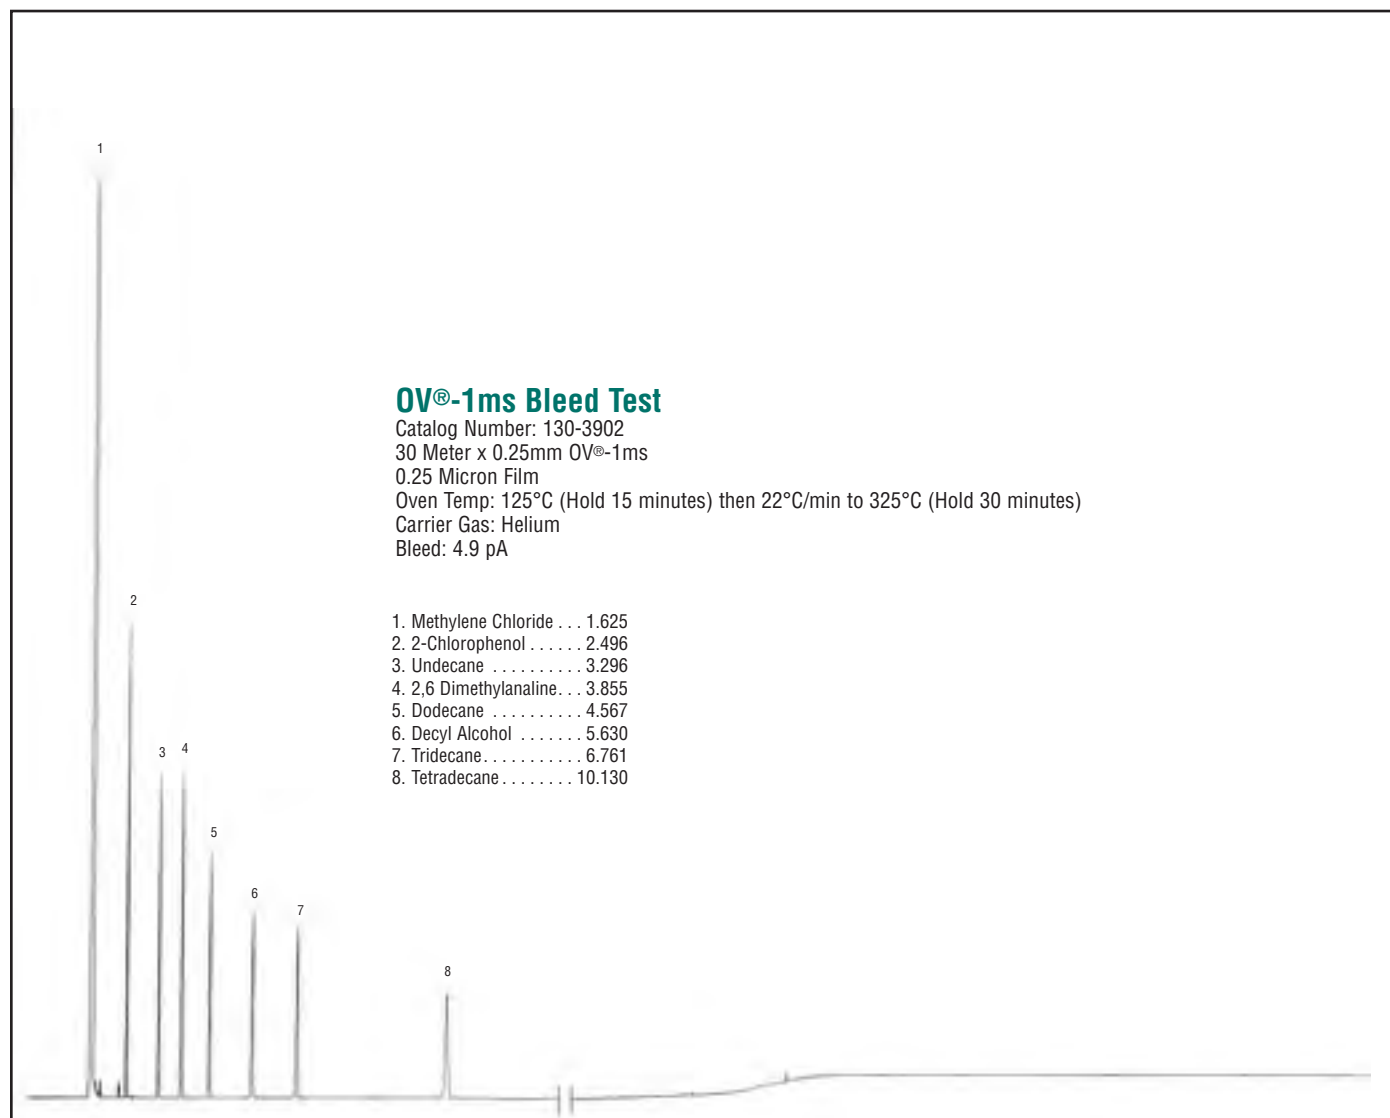 1
OV®-1ms Bleed Test
Catalog Number: 130-3902
30 Meter x 0.25mm OV®-1ms
0.25 Micron Film
Oven Temp: 125°C (Hold 15 minutes) then 22°C/min to 325°C (Hold 30 minutes)
Carrier Gas: Helium
Bleed: 4.9 pA
2
1. Methylene Chloride . . . 1.625
2. 2-Chlorophenol . . . . . . 2.496
3. Undecane . . . . . . . . . . 3.296
4. 2,6 Dimethylanaline. . . 3.855
5. Dodecane . . . . . . . . . . 4.567
6. Decyl Alcohol . . . . . . . 5.630
7. Tridecane. . . . . . . . . . . 6.761
8. Tetradecane . . . . . . . . 10.130
3 4
5
6
7
8